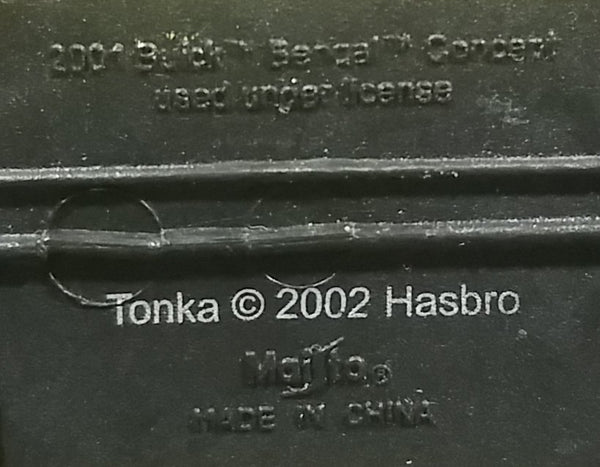 2001 Buick™ Bengal™ Concept
used under license
Tonka © 2002 Hasbro
Maisto®
MADE IN CHINA